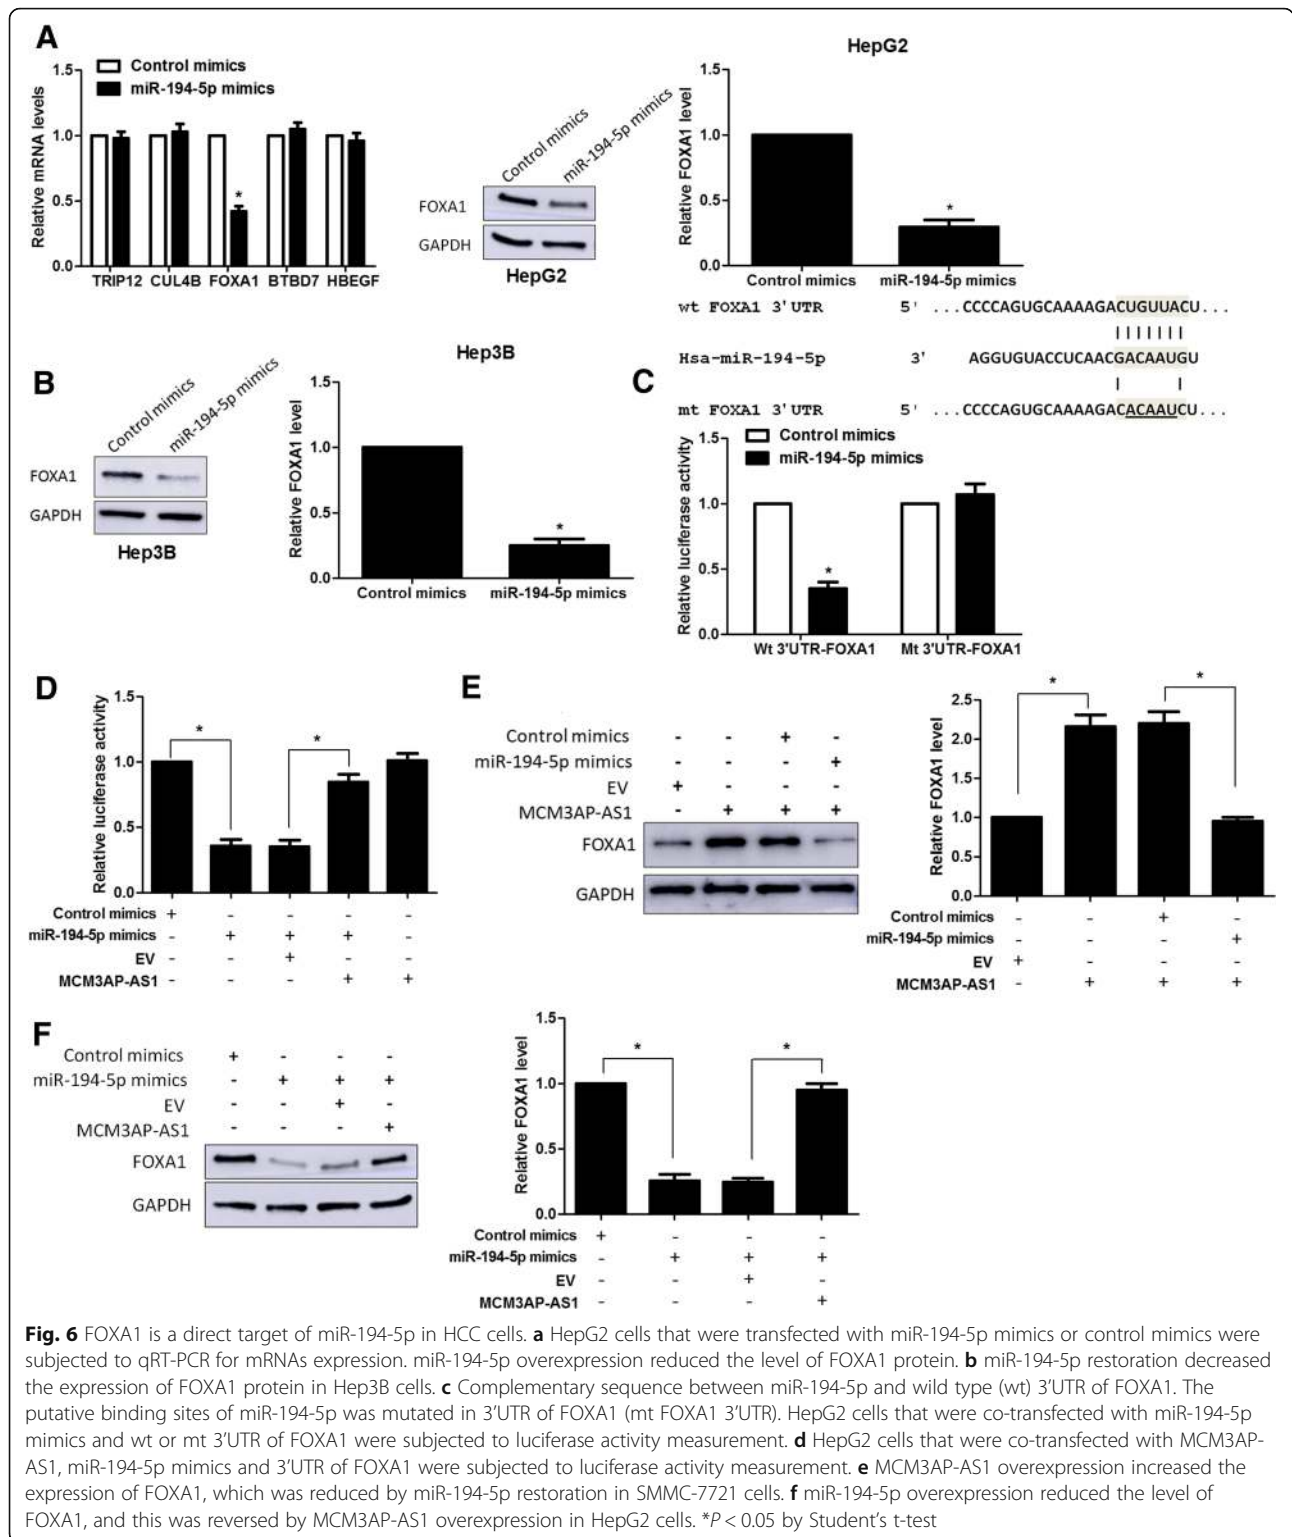 A
Control mimics
miR-194-5p mimics
Relative mRNA levels
1.5
1.0
0.5
0.0
*
TRIP12 CUL4B FOXA1 BTBD7 HBEGF
Control mimics
miR-194-5p mimics
FOXA1
GAPDH
HepG2
HepG2
Relative FOXA1 level
1.5
1.0
0.5
0.0
*
Control mimics miR-194-5p mimics
B
Control mimics
miR-194-5p mimics
FOXA1
GAPDH
Hep3B
Hep3B
Relative FOXA1 level
1.5
1.0
0.5
0.0
*
Control mimics miR-194-5p mimics
C
wt FOXA1 3'UTR 5' ...CCCCAGUGCAAAAGACUGUUACU...
Hsa-miR-194-5p 3' AGGUGUACCUCAACGACAAUGU
mt FOXA1 3'UTR 5' ...CCCCAGUGCAAAAGACACAAUCU...
Control mimics
miR-194-5p mimics
Relative luciferase activity
1.5
1.0
0.5
0.0
*
Wt 3'UTR-FOXA1 Mt 3'UTR-FOXA1
D
Relative luciferase activity
1.5
1.0
0.5
0.0
* *
Control mimics + - - - -
miR-194-5p mimics - + + + -
EV - - + - -
MCM3AP-AS1 - - - + +
E
Control mimics - - + -
miR-194-5p mimics - - - +
EV + - - -
MCM3AP-AS1 - + + +
FOXA1
GAPDH
Relative FOXA1 level
2.5
2.0
1.5
1.0
0.5
0.0
* *
Control mimics - - + -
miR-194-5p mimics - - - +
EV + - - -
MCM3AP-AS1 - + + +
F
Control mimics + - - -
miR-194-5p mimics - + + +
EV - - + -
MCM3AP-AS1 - - - +
FOXA1
GAPDH
Relative FOXA1 level
1.5
1.0
0.5
0.0
* *
Control mimics + - - -
miR-194-5p mimics - + + +
EV - - + -
MCM3AP-AS1 - - - +
Fig. 6 FOXA1 is a direct target of miR-194-5p in HCC cells. a HepG2 cells that were transfected with miR-194-5p mimics or control mimics were
subjected to qRT-PCR for mRNAs expression. miR-194-5p overexpression reduced the level of FOXA1 protein. b miR-194-5p restoration decreased
the expression of FOXA1 protein in Hep3B cells. c Complementary sequence between miR-194-5p and wild type (wt) 3'UTR of FOXA1. The
putative binding sites of miR-194-5p was mutated in 3'UTR of FOXA1 (mt FOXA1 3'UTR). HepG2 cells that were co-transfected with miR-194-5p
mimics and wt or mt 3'UTR of FOXA1 were subjected to luciferase activity measurement. d HepG2 cells that were co-transfected with MCM3AP-
AS1, miR-194-5p mimics and 3'UTR of FOXA1 were subjected to luciferase activity measurement. e MCM3AP-AS1 overexpression increased the
expression of FOXA1, which was reduced by miR-194-5p restoration in SMMC-7721 cells. f miR-194-5p overexpression reduced the level of
FOXA1, and this was reversed by MCM3AP-AS1 overexpression in HepG2 cells. *P < 0.05 by Student's t-test